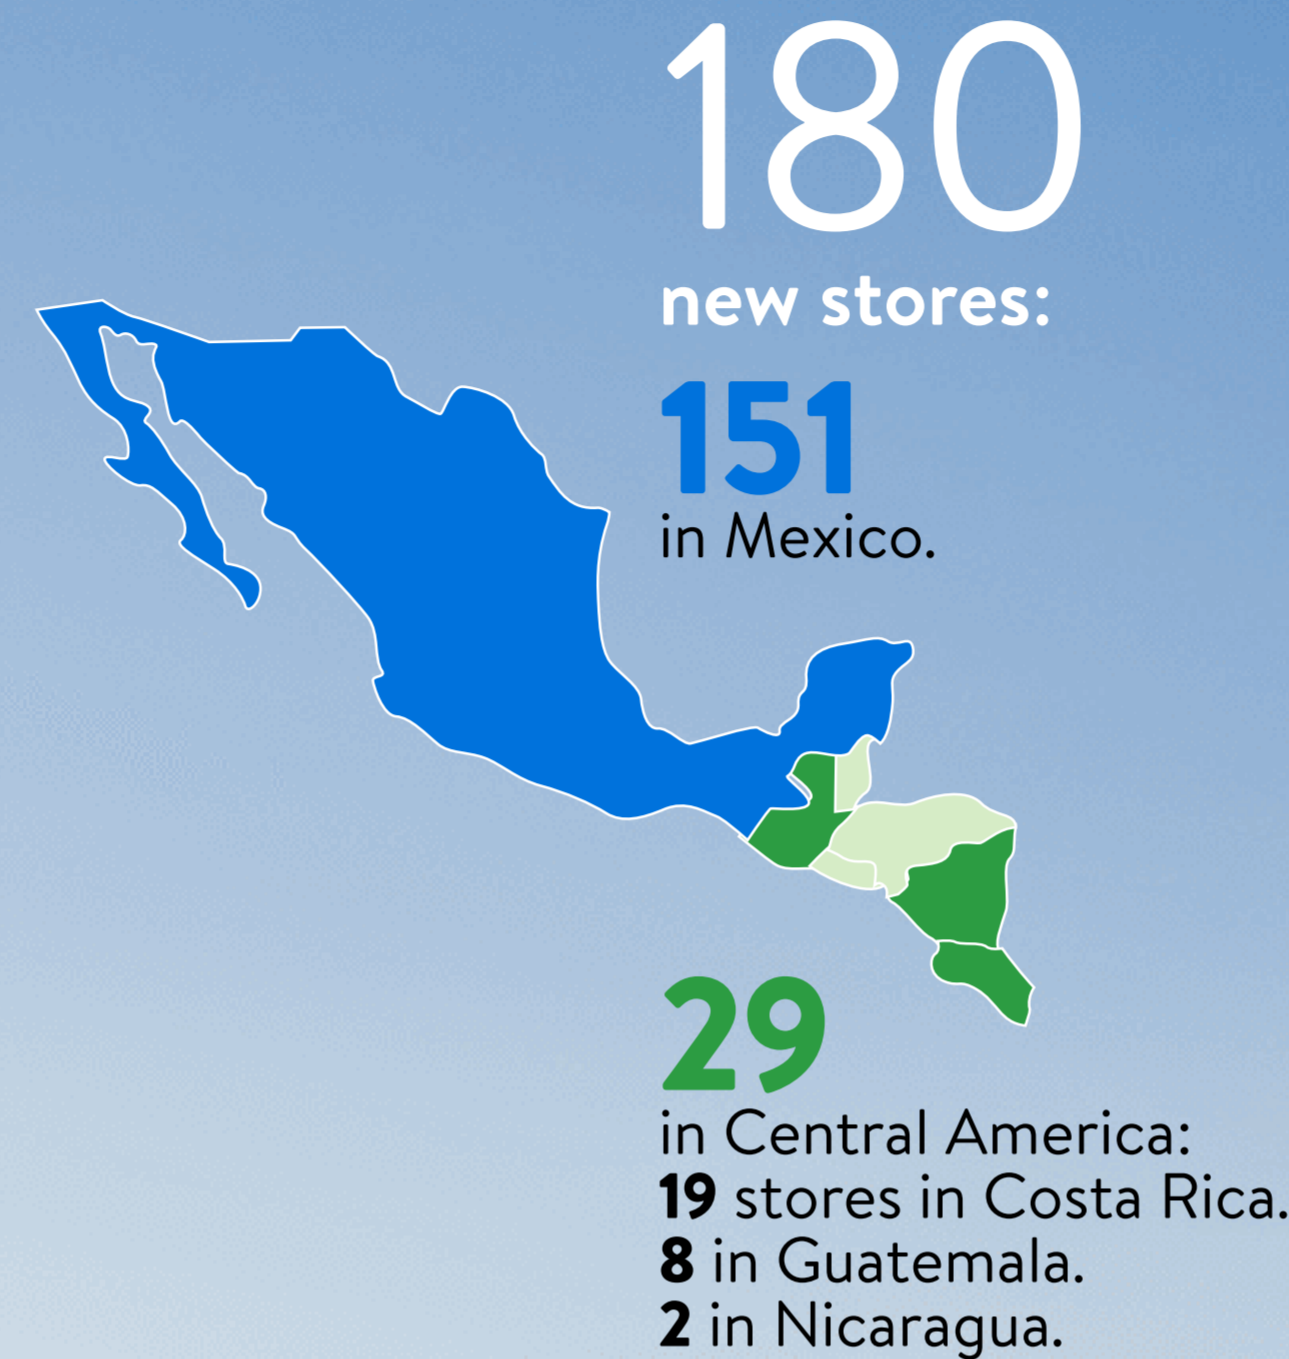 180
new stores:
151
in Mexico.
29
in Central America:
19 stores in Costa Rica.
8 in Guatemala.
2 in Nicaragua.